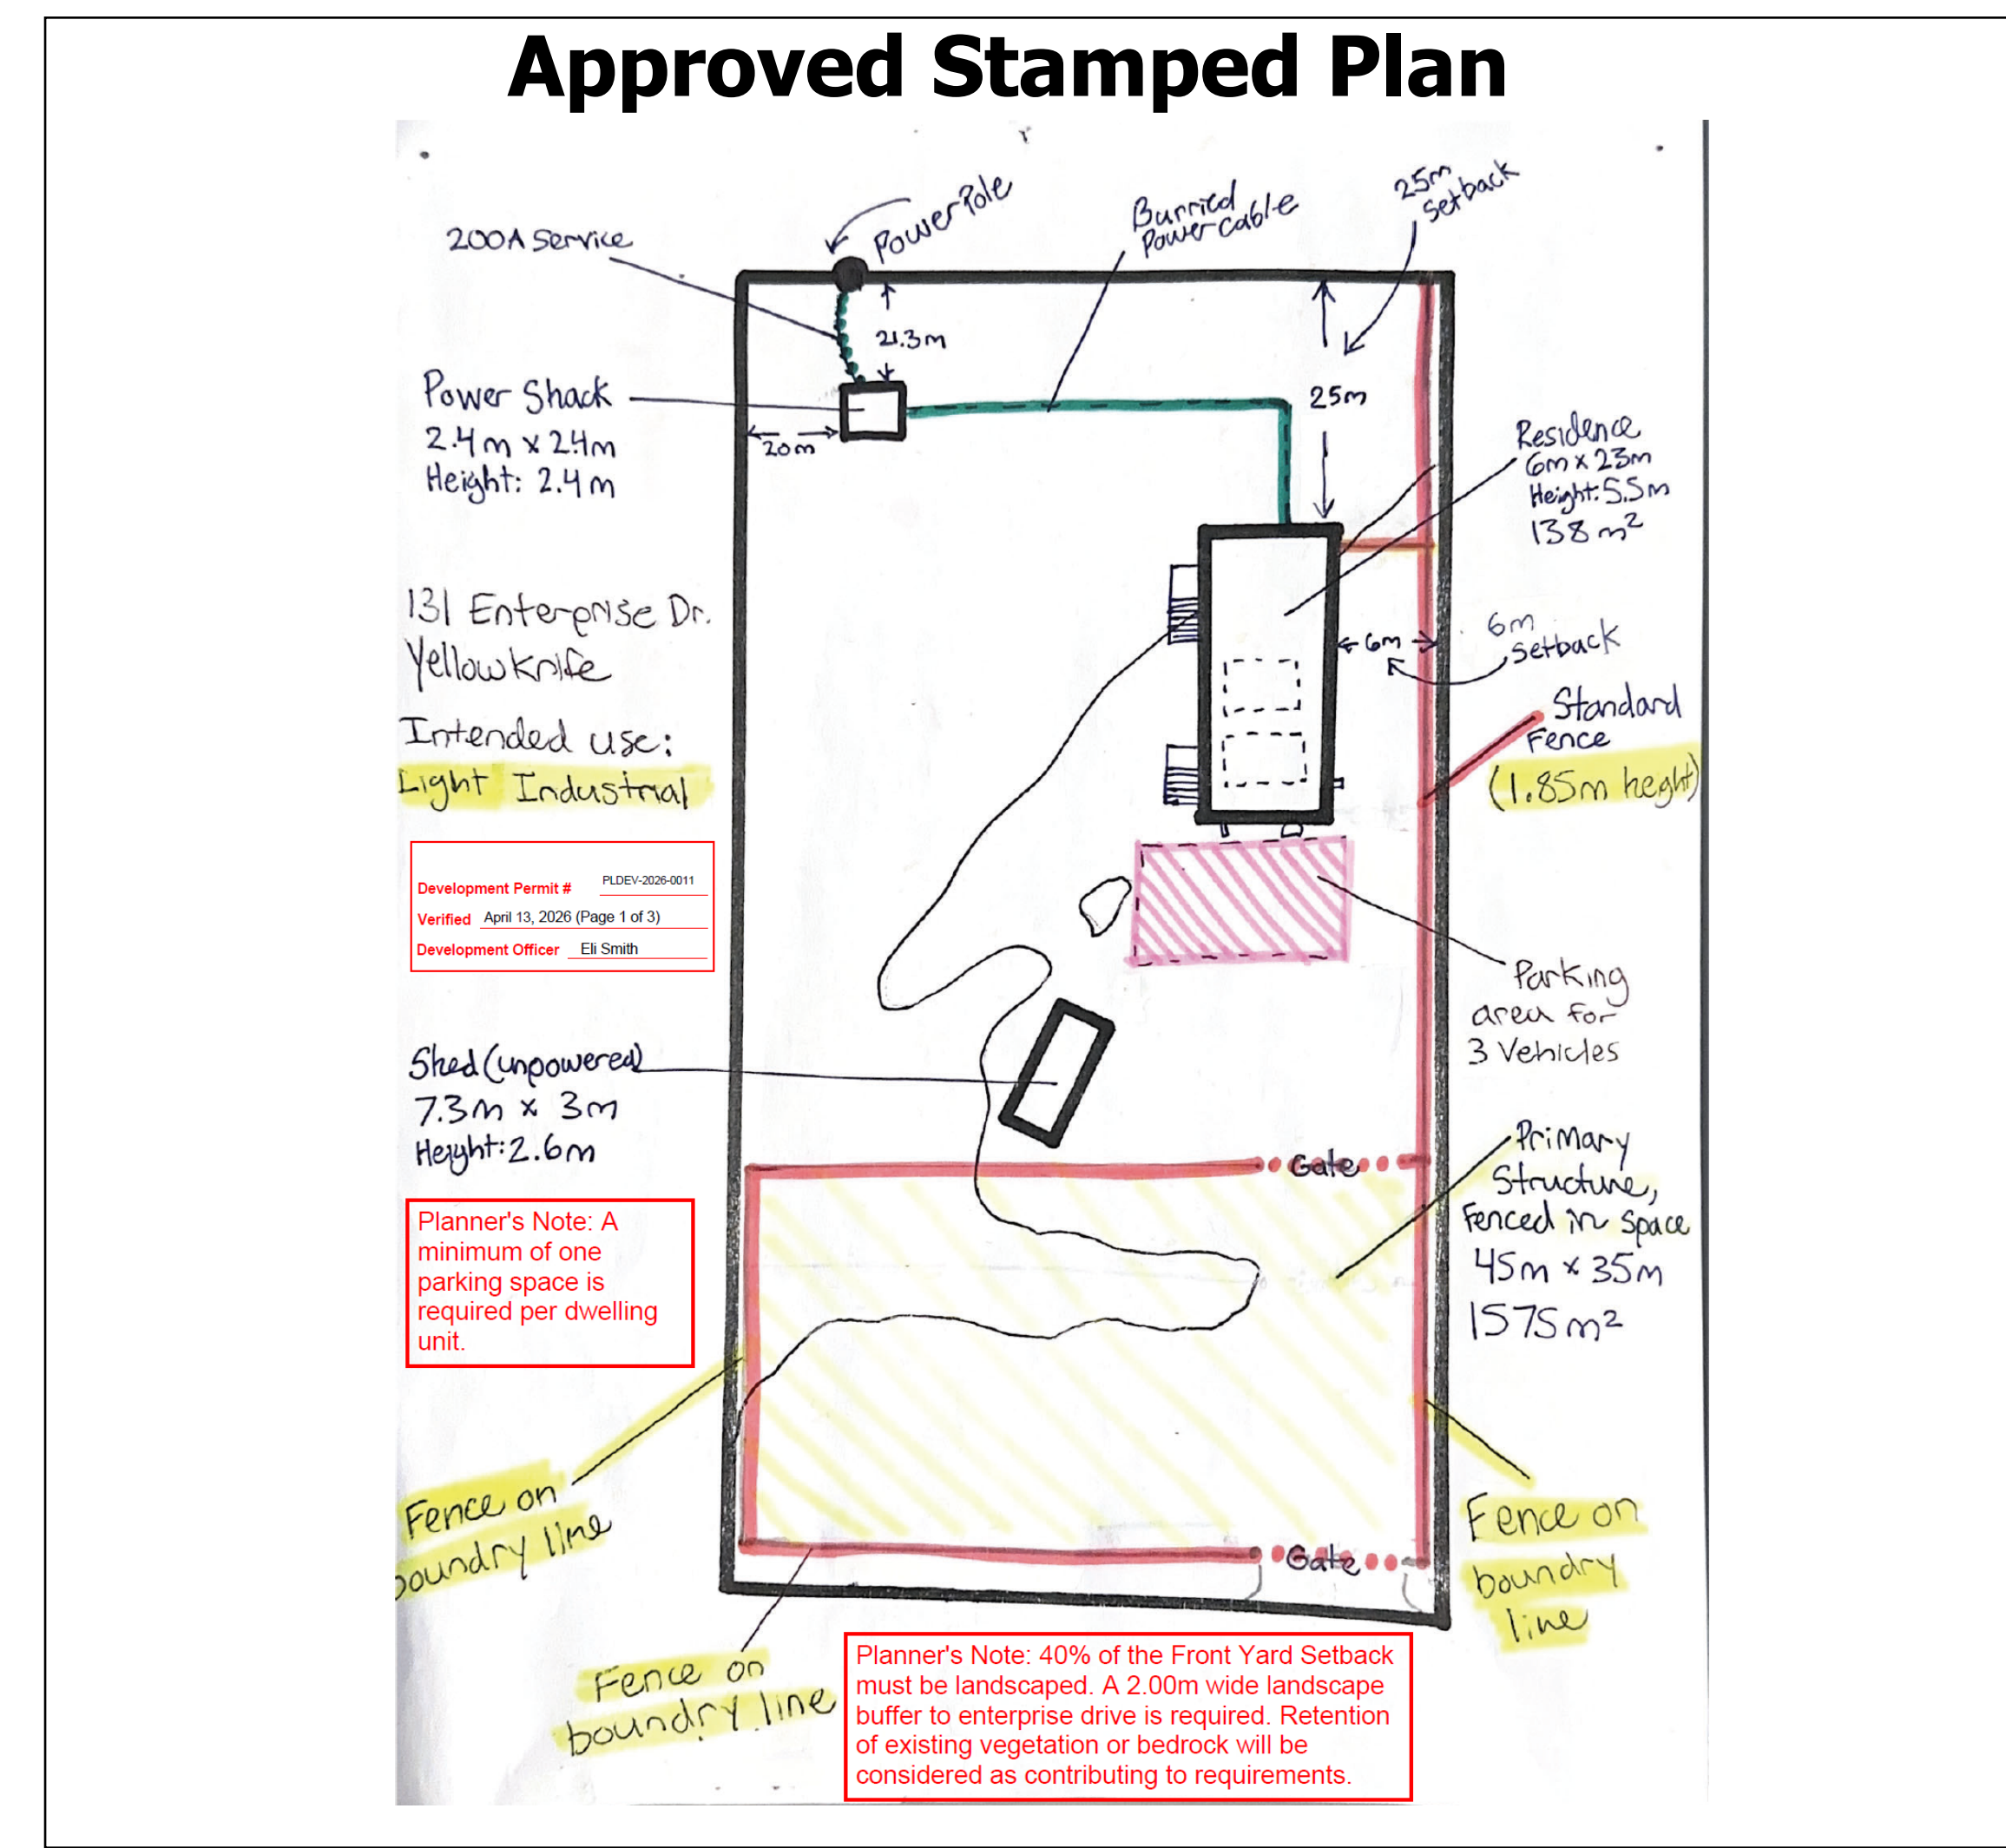 Approved Stamped Plan
200A Service
Power Pole
Burried
Power Cable
25m
Setback
21.3m
25m
Power Shack
2.4m x 2.4m
Height: 2.4m
20m
Residence
6m x 23m
Height: 5.5m
138 m²
131 Enterprise Dr.
Yellowknife
6m
6m
Setback
Intended use:
Light Industrial
Standard
Fence
(1.85m heght)
Development Permit # PLDEV-2026-0011
Verified April 13, 2026 (Page 1 of 3)
Development Officer Eli Smith
Parking
area for
3 Vehicles
Shed (unpowered)
7.3m x 3m
Height: 2.6m
Gate
Primary
Structure,
Fenced in Space
45m x 35m
1575m²
Planner's Note: A
minimum of one
parking space is
required per dwelling
unit.
Fence on
boundry line
Gate
Fence on
boundry
line
Fence on
boundry line
Planner's Note: 40% of the Front Yard Setback
must be landscaped. A 2.00m wide landscape
buffer to enterprise drive is required. Retention
of existing vegetation or bedrock will be
considered as contributing to requirements.